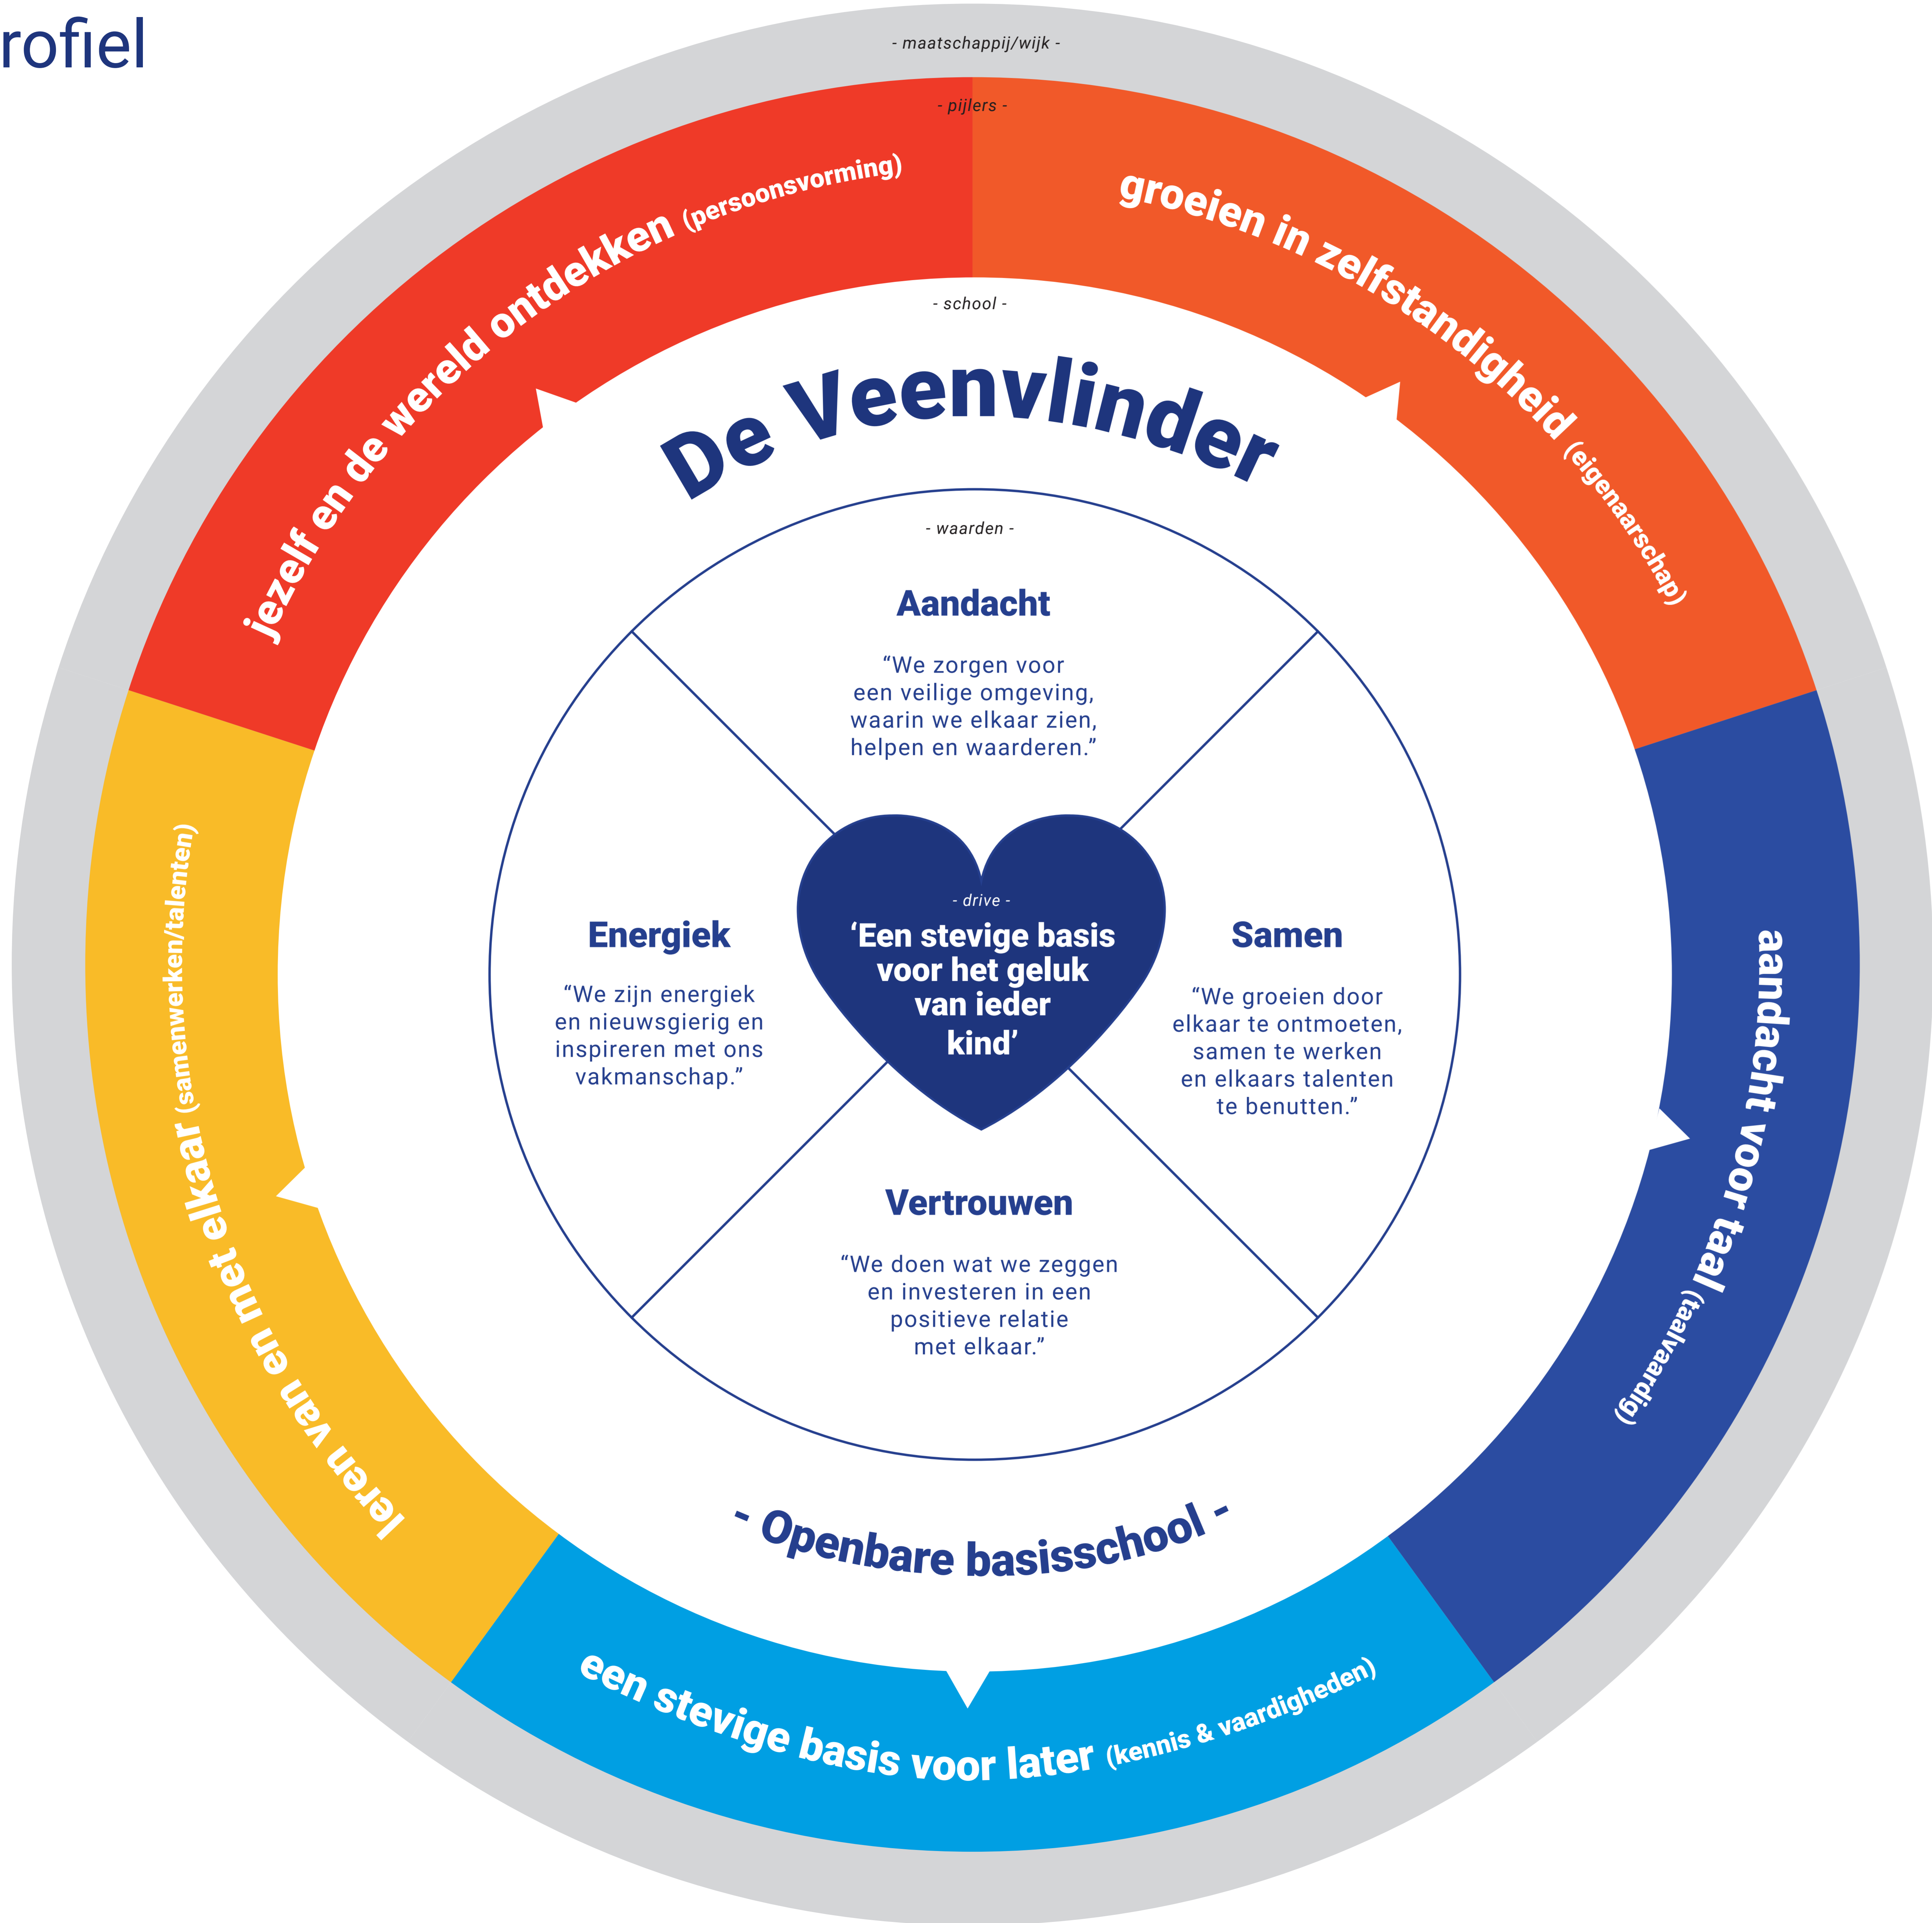 rofiel
- maatschappij/wijk -
- pijlers -
jezelf en de wereld ontdekken (persoonsvorming)
groeien in zelfstandigheid (eigenaarschap)
aandacht voor taal (taalvaardig)
een stevige basis voor later (kennis & vaardigheden)
leren van en met elkaar (samenwerken/talenten)
- school -
De Veenvlinder
- waarden -
Aandacht
“We zorgen voor
een veilige omgeving,
waarin we elkaar zien,
helpen en waarderen.”
Energiek
“We zijn energiek
en nieuwsgierig en
inspireren met ons
vakmanschap.”
- drive -
‘Een stevige basis
voor het geluk
van ieder
kind’
Samen
“We groeien door
elkaar te ontmoeten,
samen te werken
en elkaars talenten
te benutten.”
Vertrouwen
“We doen wat we zeggen
en investeren in een
positieve relatie
met elkaar.”
- Openbare basisschool -